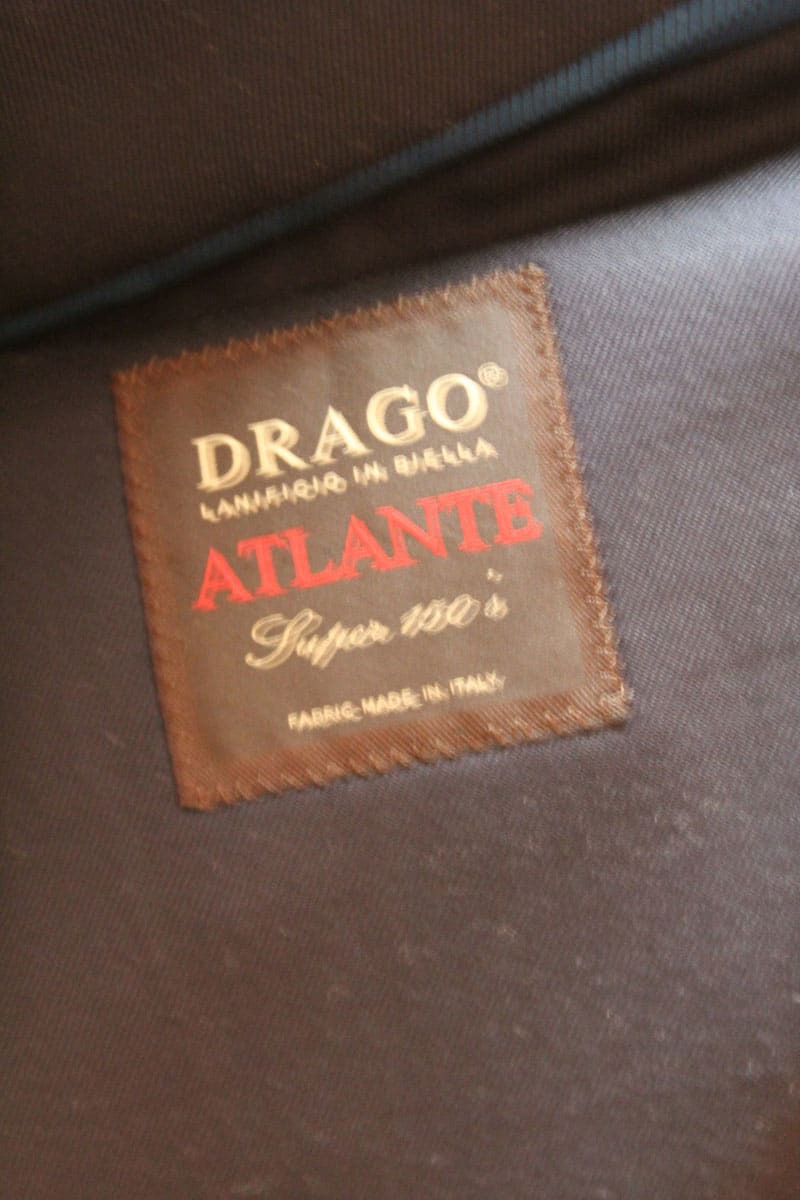 DRAGO®
LANIFICIO IN BIELLA
ATLANTE
Super 150's
FABRIC MADE IN ITALY